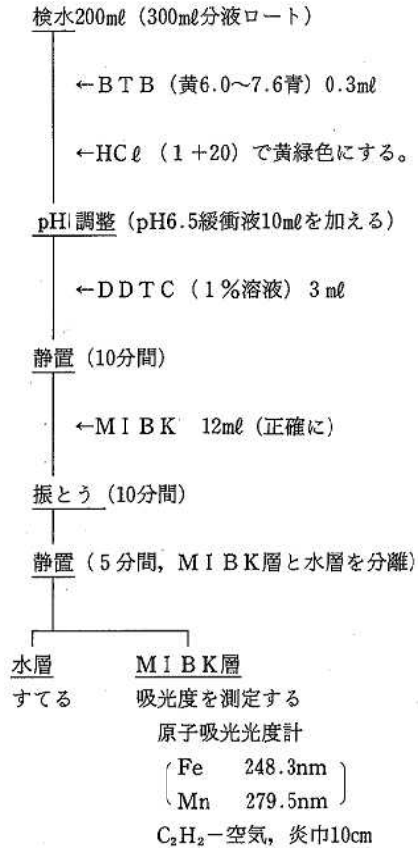 検水200㎖（300㎖分液ロート）
←ＢＴＢ（黄6.0～7.6青）0.3㎖
←HCℓ（１＋20）で黄緑色にする。
pH調整（pH6.5緩衝液10㎖を加える）
←ＤＤＴＣ（１％溶液）３㎖
静置（10分間）
←ＭＩＢＫ　12㎖（正確に）
振とう（10分間）
静置（５分間，ＭＩＢＫ層と水層を分離）
水層　ＭＩＢＫ層
すてる　吸光度を測定する
原子吸光光度計
Fe　248.3nm
Mn　279.5nm
C₂H₂－空気，炎巾10cm